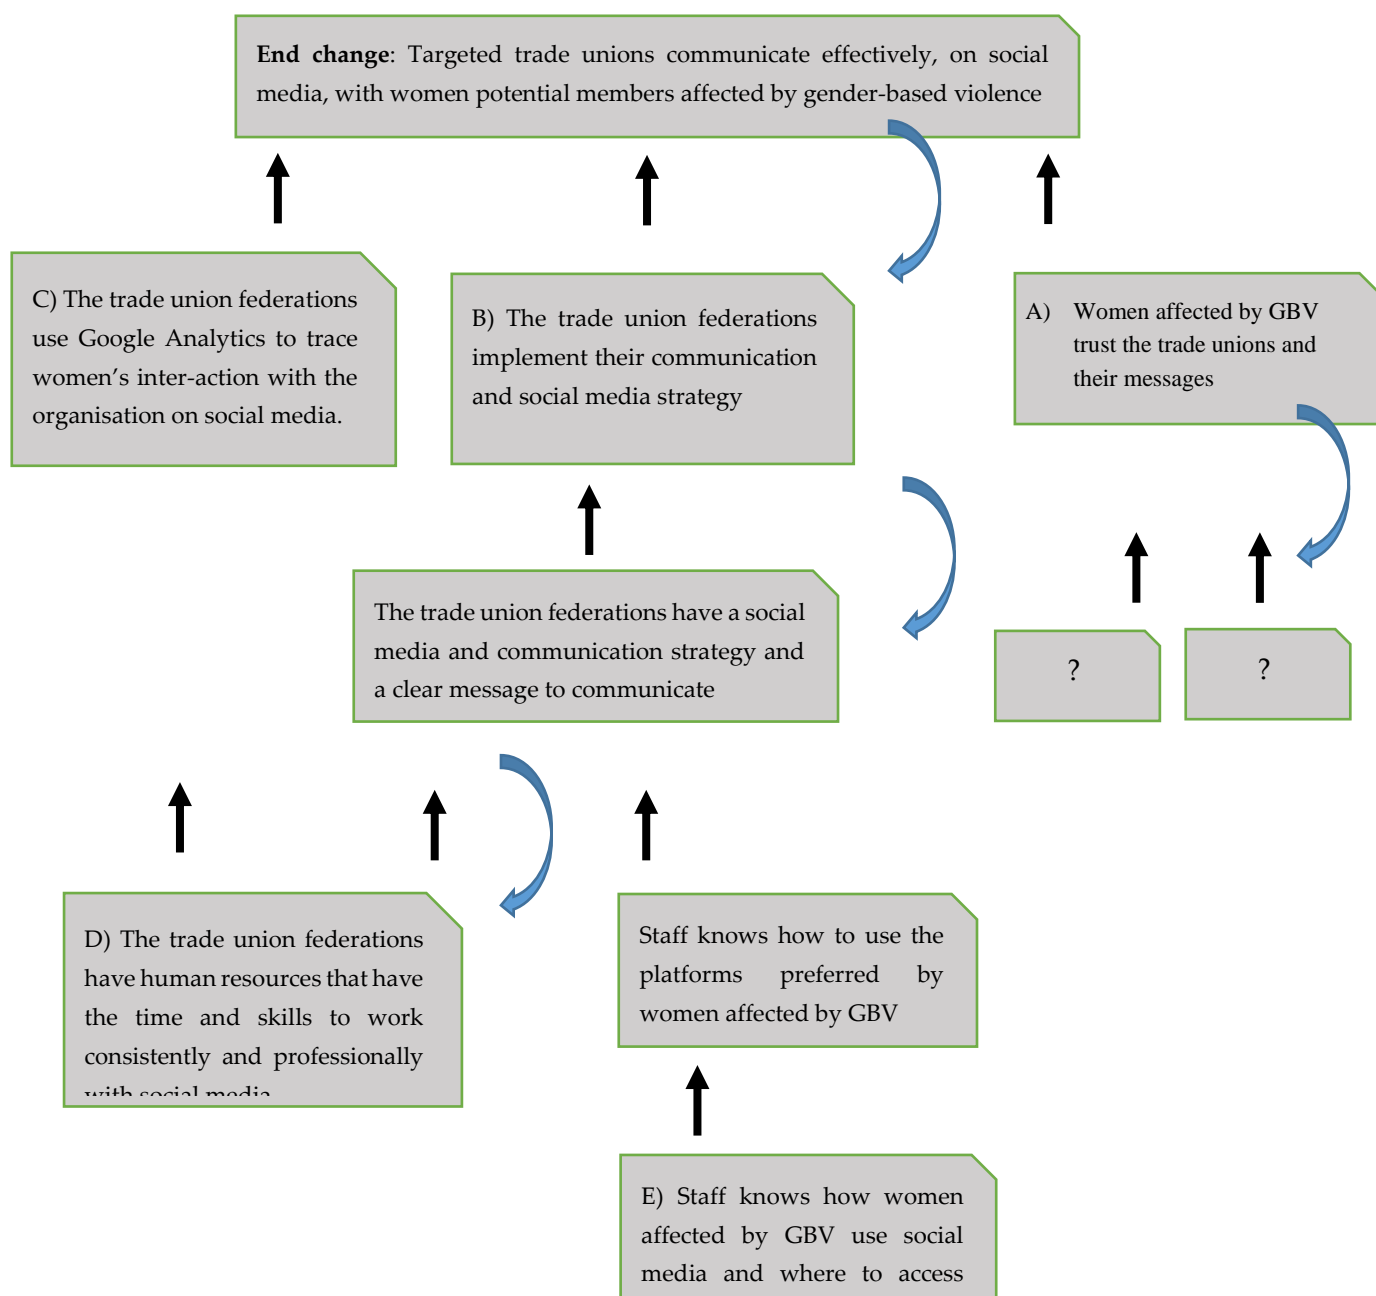 End change: Targeted trade unions communicate effectively, on social
media, with women potential members affected by gender-based violence
C) The trade union federations
use Google Analytics to trace
women’s inter-action with the
organisation on social media.
B) The trade union federations
implement their communication
and social media strategy
A) Women affected by GBV
trust the trade unions and
their messages
The trade union federations have a social
media and communication strategy and
a clear message to communicate
?
?
D) The trade union federations
have human resources that have
the time and skills to work
consistently and professionally
with social media
Staff knows how to use the
platforms preferred by
women affected by GBV
E) Staff knows how women
affected by GBV use social
media and where to access